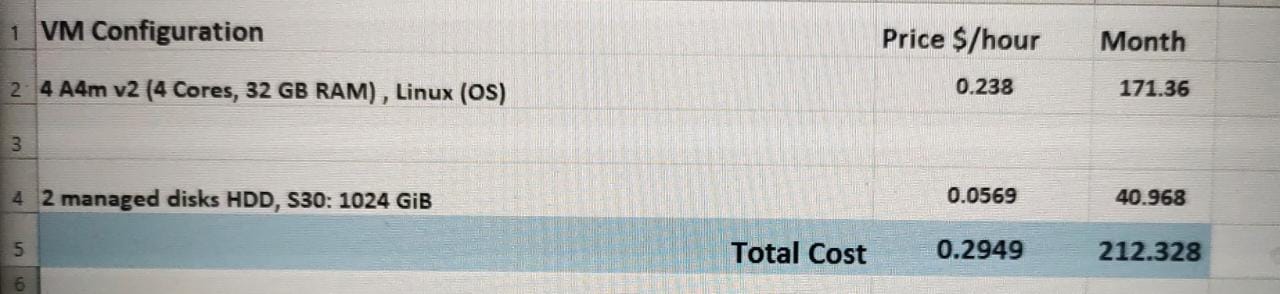 1 VM Configuration Price $/hour Month
2 4 A4m v2 (4 Cores, 32 GB RAM) , Linux (OS) 0.238 171.36
3
4 2 managed disks HDD, S30: 1024 GiB 0.0569 40.968
5 Total Cost 0.2949 212.328
6